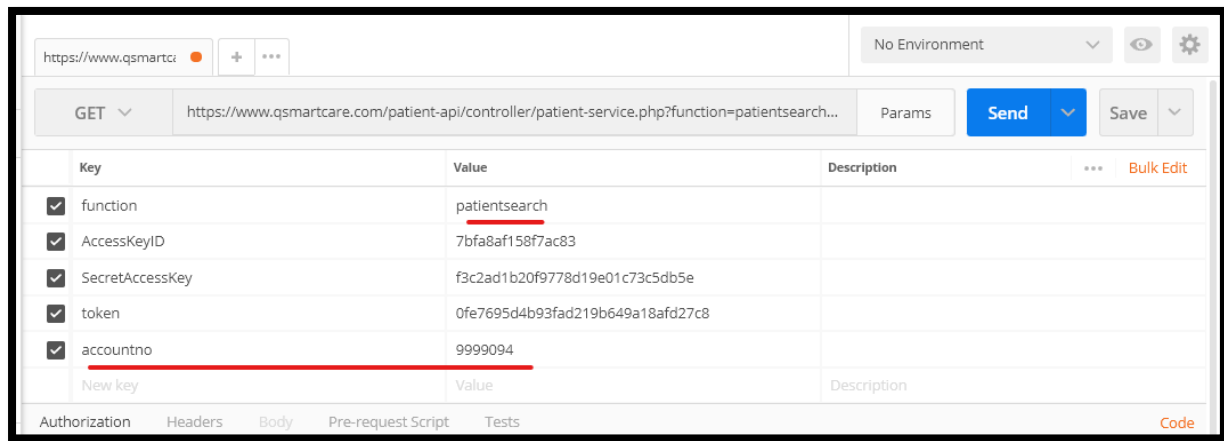 https://www.qsmartca + ••• No Environment
GET https://www.qsmartcare.com/patient-api/controller/patient-service.php?function=patientsearch... Params Send Save
Key Value Description ••• Bulk Edit
function patientsearch
AccessKeyID 7bfa8af158f7ac83
SecretAccessKey f3c2ad1b20f9778d19e01c73c5db5e
token 0fe7695d4b93fad219b649a18afd27c8
accountno 9999094
New key Value Description
Authorization Headers Body Pre-request Script Tests Code